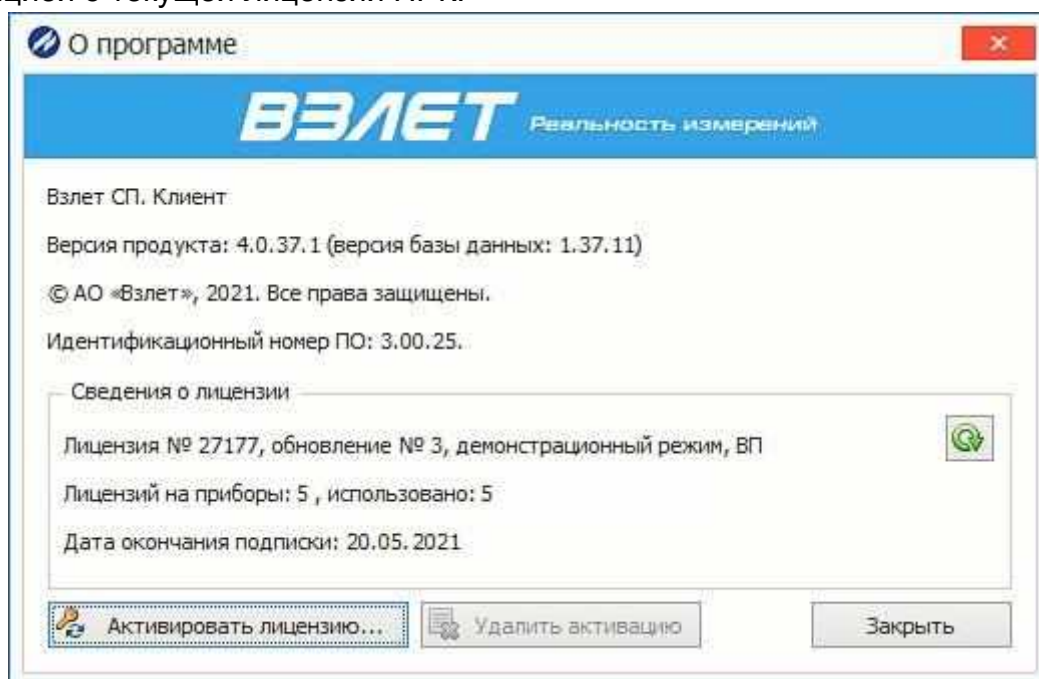 О программе
ВЗЛЕТ Реальность измерений
Взлет СП. Клиент
Версия продукта: 4.0.37.1 (версия базы данных: 1.37.11)
© АО «Взлет», 2021. Все права защищены.
Идентификационный номер ПО: 3.00.25.
Сведения о лицензии
Лицензия № 27177, обновление № 3, демонстрационный режим, ВП
Лицензий на приборы: 5 , использовано: 5
Дата окончания подписки: 20.05.2021
Активировать лицензию... Удалить активацию Закрыть